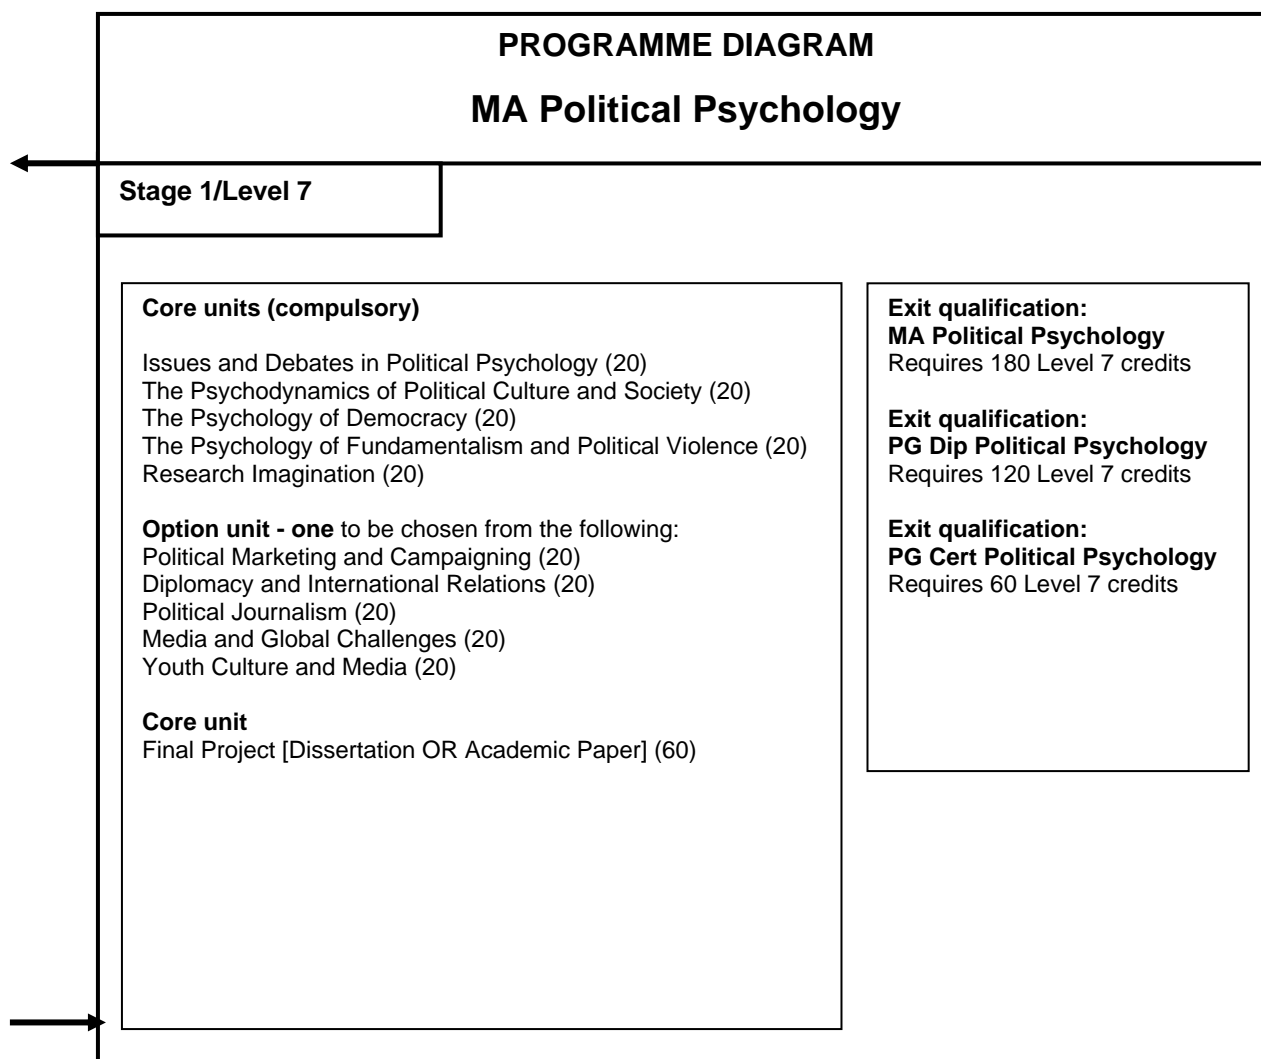 PROGRAMME DIAGRAM
MA Political Psychology
Stage 1/Level 7
Core units (compulsory)
Issues and Debates in Political Psychology (20)
The Psychodynamics of Political Culture and Society (20)
The Psychology of Democracy (20)
The Psychology of Fundamentalism and Political Violence (20)
Research Imagination (20)
Option unit - one to be chosen from the following:
Political Marketing and Campaigning (20)
Diplomacy and International Relations (20)
Political Journalism (20)
Media and Global Challenges (20)
Youth Culture and Media (20)
Core unit
Final Project [Dissertation OR Academic Paper] (60)
Exit qualification:
MA Political Psychology
Requires 180 Level 7 credits
Exit qualification:
PG Dip Political Psychology
Requires 120 Level 7 credits
Exit qualification:
PG Cert Political Psychology
Requires 60 Level 7 credits